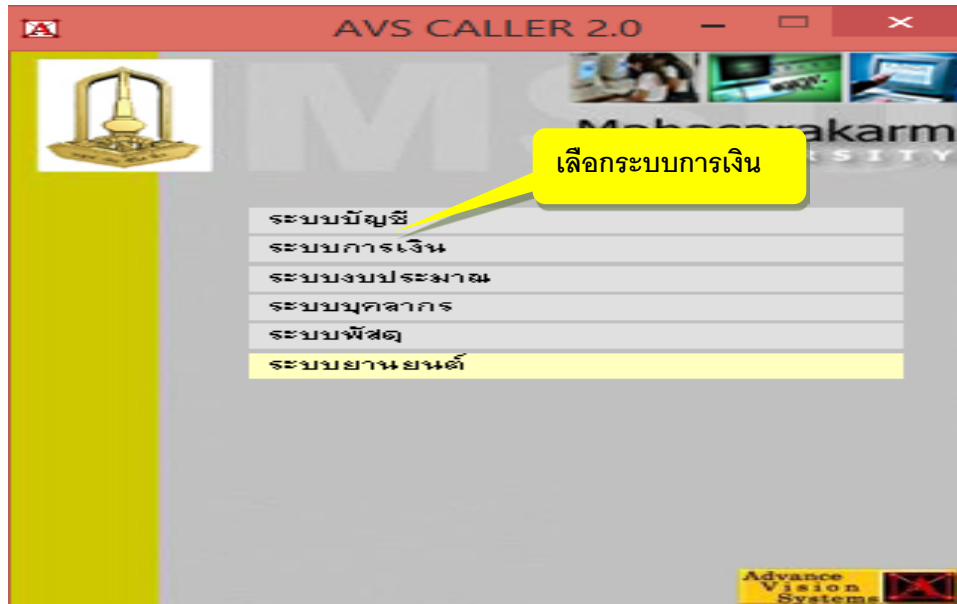 AVS CALLER 2.0
MS
Mahasarakarm
เลือกระบบการเงิน
ระบบบัญชี
ระบบการเงิน
ระบบงบประมาณ
ระบบบุคลากร
ระบบพัสดุ
ระบบยานยนต์
Advance
Vision
Systems